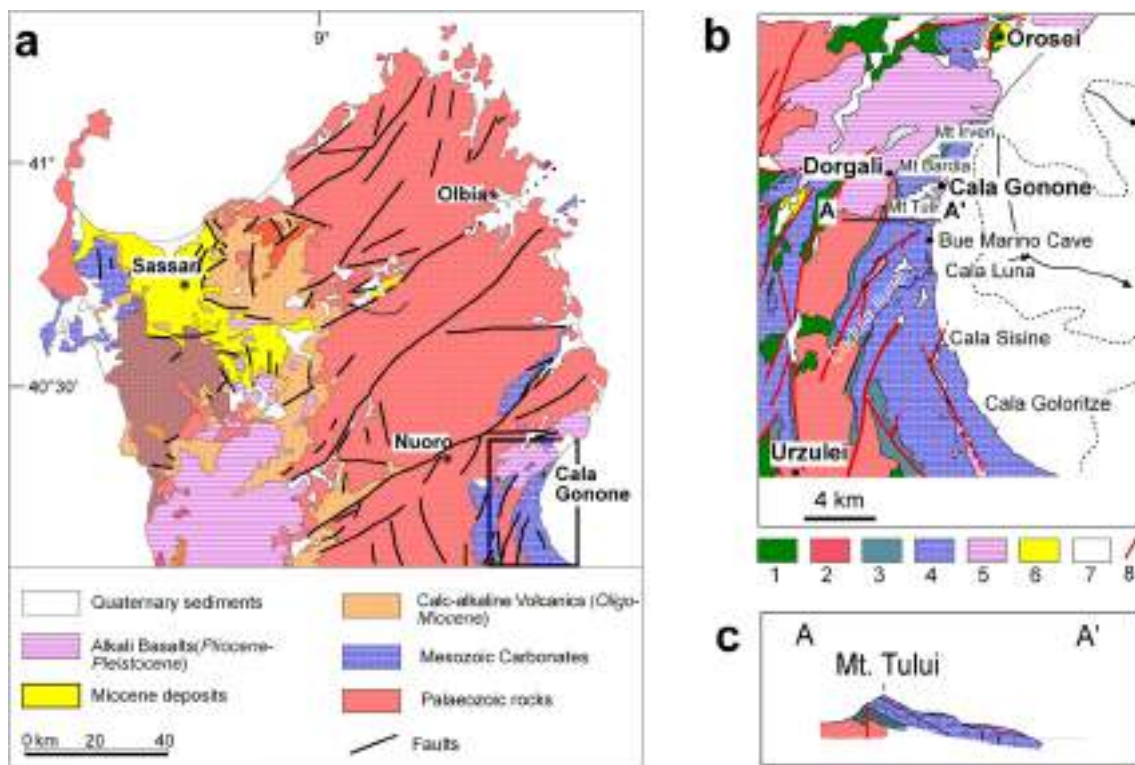 a
9°
41°
Olbia
Sassari
40°30'
Nuoro
Cala
Gonone
Quaternary sediments
Alkali Basalts(Pliocene-
Pleistocene)
Miocene deposits
0 km 20 40
Calc-alkaline Volcanics (Oligo-
Miocene)
Mesozoic Carbonates
Palaeozoic rocks
Faults
b
Orosei
Mt Irveri
Mt Bardia
Dorgali
Cala Gonone
A
Mt Tului
A'
Bue Marino Cave
Cala Luna
Cala Sisine
Cala Goloritze
Urzulei
4 km
1 2 3 4 5 6 7 8
c
A A'
Mt. Tului